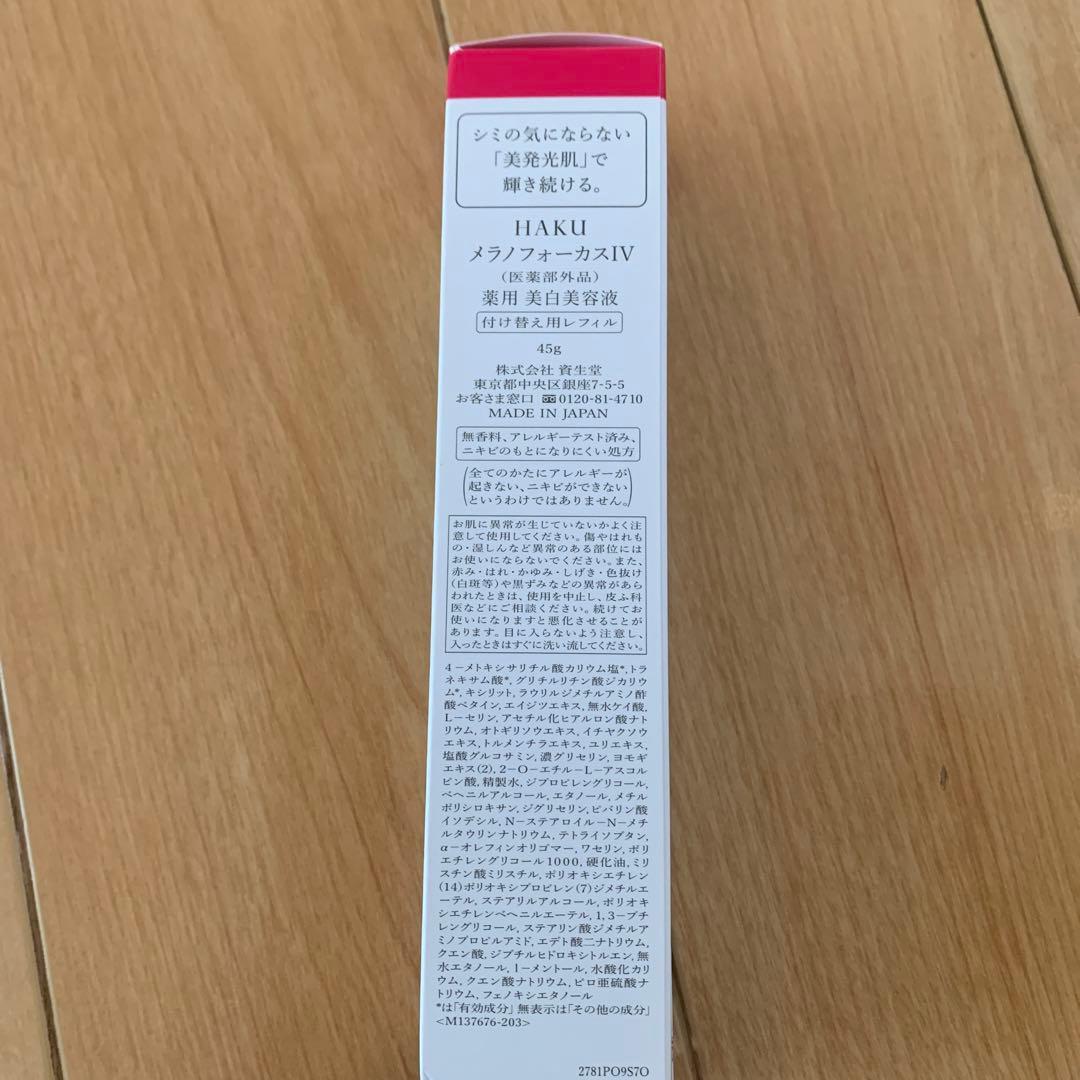 シミの気にならない
「美発光肌」で
輝き続ける。
HAKU
メラノフォーカスIV
（医薬部外品）
薬用 美白美容液
付け替え用レフィル
45g
株式会社 資生堂
東京都中央区銀座7-5-5
お客さま窓口 0120-81-4710
MADE IN JAPAN
無香料、アレルギーテスト済み、
ニキビのもとになりにくい処方
(全てのかたにアレルギーが
起きない、ニキビができない
というわけではありません。)
お肌に異常が生じていないかよく注
意して使用してください。傷やはれも
の・湿しんなど異常のある部位には
お使いにならないでください。また、
赤み・はれ・かゆみ・しげき・色抜け
(白斑等)や黒ずみなどの異常があら
われたときは、使用を中止し、皮ふ科
医などにご相談ください。続けてお
使いになりますと悪化させることが
あります。目に入らないよう注意し、
入ったときはすぐに洗い流してください。
4－メトキシサリチル酸カリウム塩*, トラ
ネキサム酸*, グリチルリチン酸ジカリウ
ム*, キシリット, ラウリルジメチルアミノ酢
酸ベタイン, エイジツエキス, 無水ケイ酸,
L－セリン, アセチル化ヒアルロン酸ナト
リウム, オトギリソウエキス, イチヤクソウ
エキス, トルメンチラエキス, ユリエキス,
塩酸グルコサミン, 濃グリセリン, ヨモギ
エキス(2), 2－O－エチル－L－アスコル
ビン酸, 精製水, ジプロピレングリコール,
ベヘニルアルコール, エタノール, メチル
ポリシロキサン, ジグリセリン, ピバリン酸
イソデシル, N－ステアロイル－N－メチ
ルタウリンナトリウム, テトライソブタン,
α－オレフィンオリゴマー, ワセリン, ポリ
エチレングリコール1000, 硬化油, ミリ
スチン酸ミリスチル, ポリオキシエチレン
(14)ポリオキシプロピレン(7)ジメチルエ
ーテル, ステアリルアルコール, ポリオキ
シエチレンベヘニルエーテル, 1,3－ブチ
レングリコール, ステアリン酸ジメチルア
ミノプロピルアミド, エデト酸二ナトリウム,
クエン酸, ジブチルヒドロキシトルエン, 無
水エタノール, l－メントール, 水酸化カリ
ウム, クエン酸ナトリウム, ピロ亜硫酸ナ
トリウム, フェノキシエタノール
*は「有効成分」 無表示は「その他の成分」
<M137676-203>
2781PO9S7O